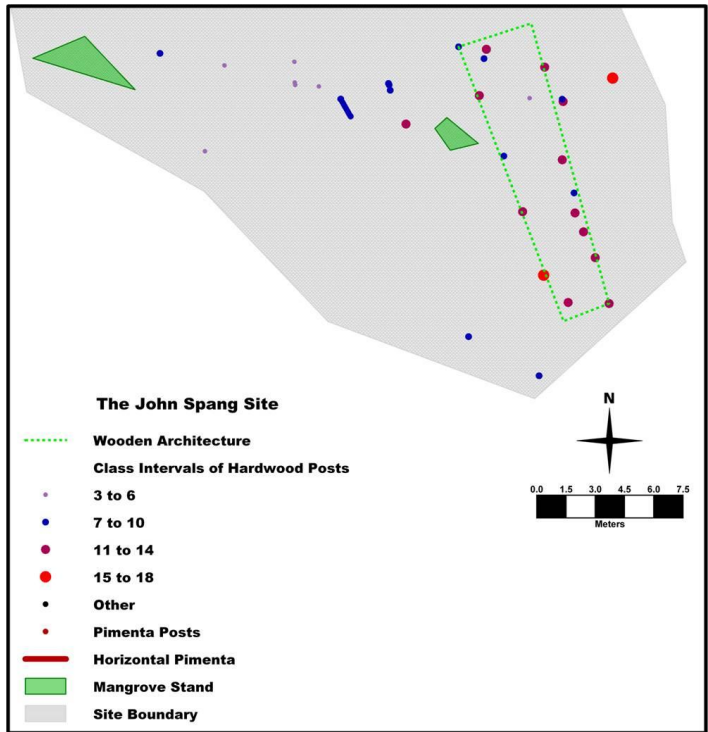 The John Spang Site
Wooden Architecture
Class Intervals of Hardwood Posts
3 to 6
7 to 10
11 to 14
15 to 18
Other
Pimenta Posts
Horizontal Pimenta
Mangrove Stand
Site Boundary
N
0.0 1.5 3.0 4.5 6.0 7.5
Meters